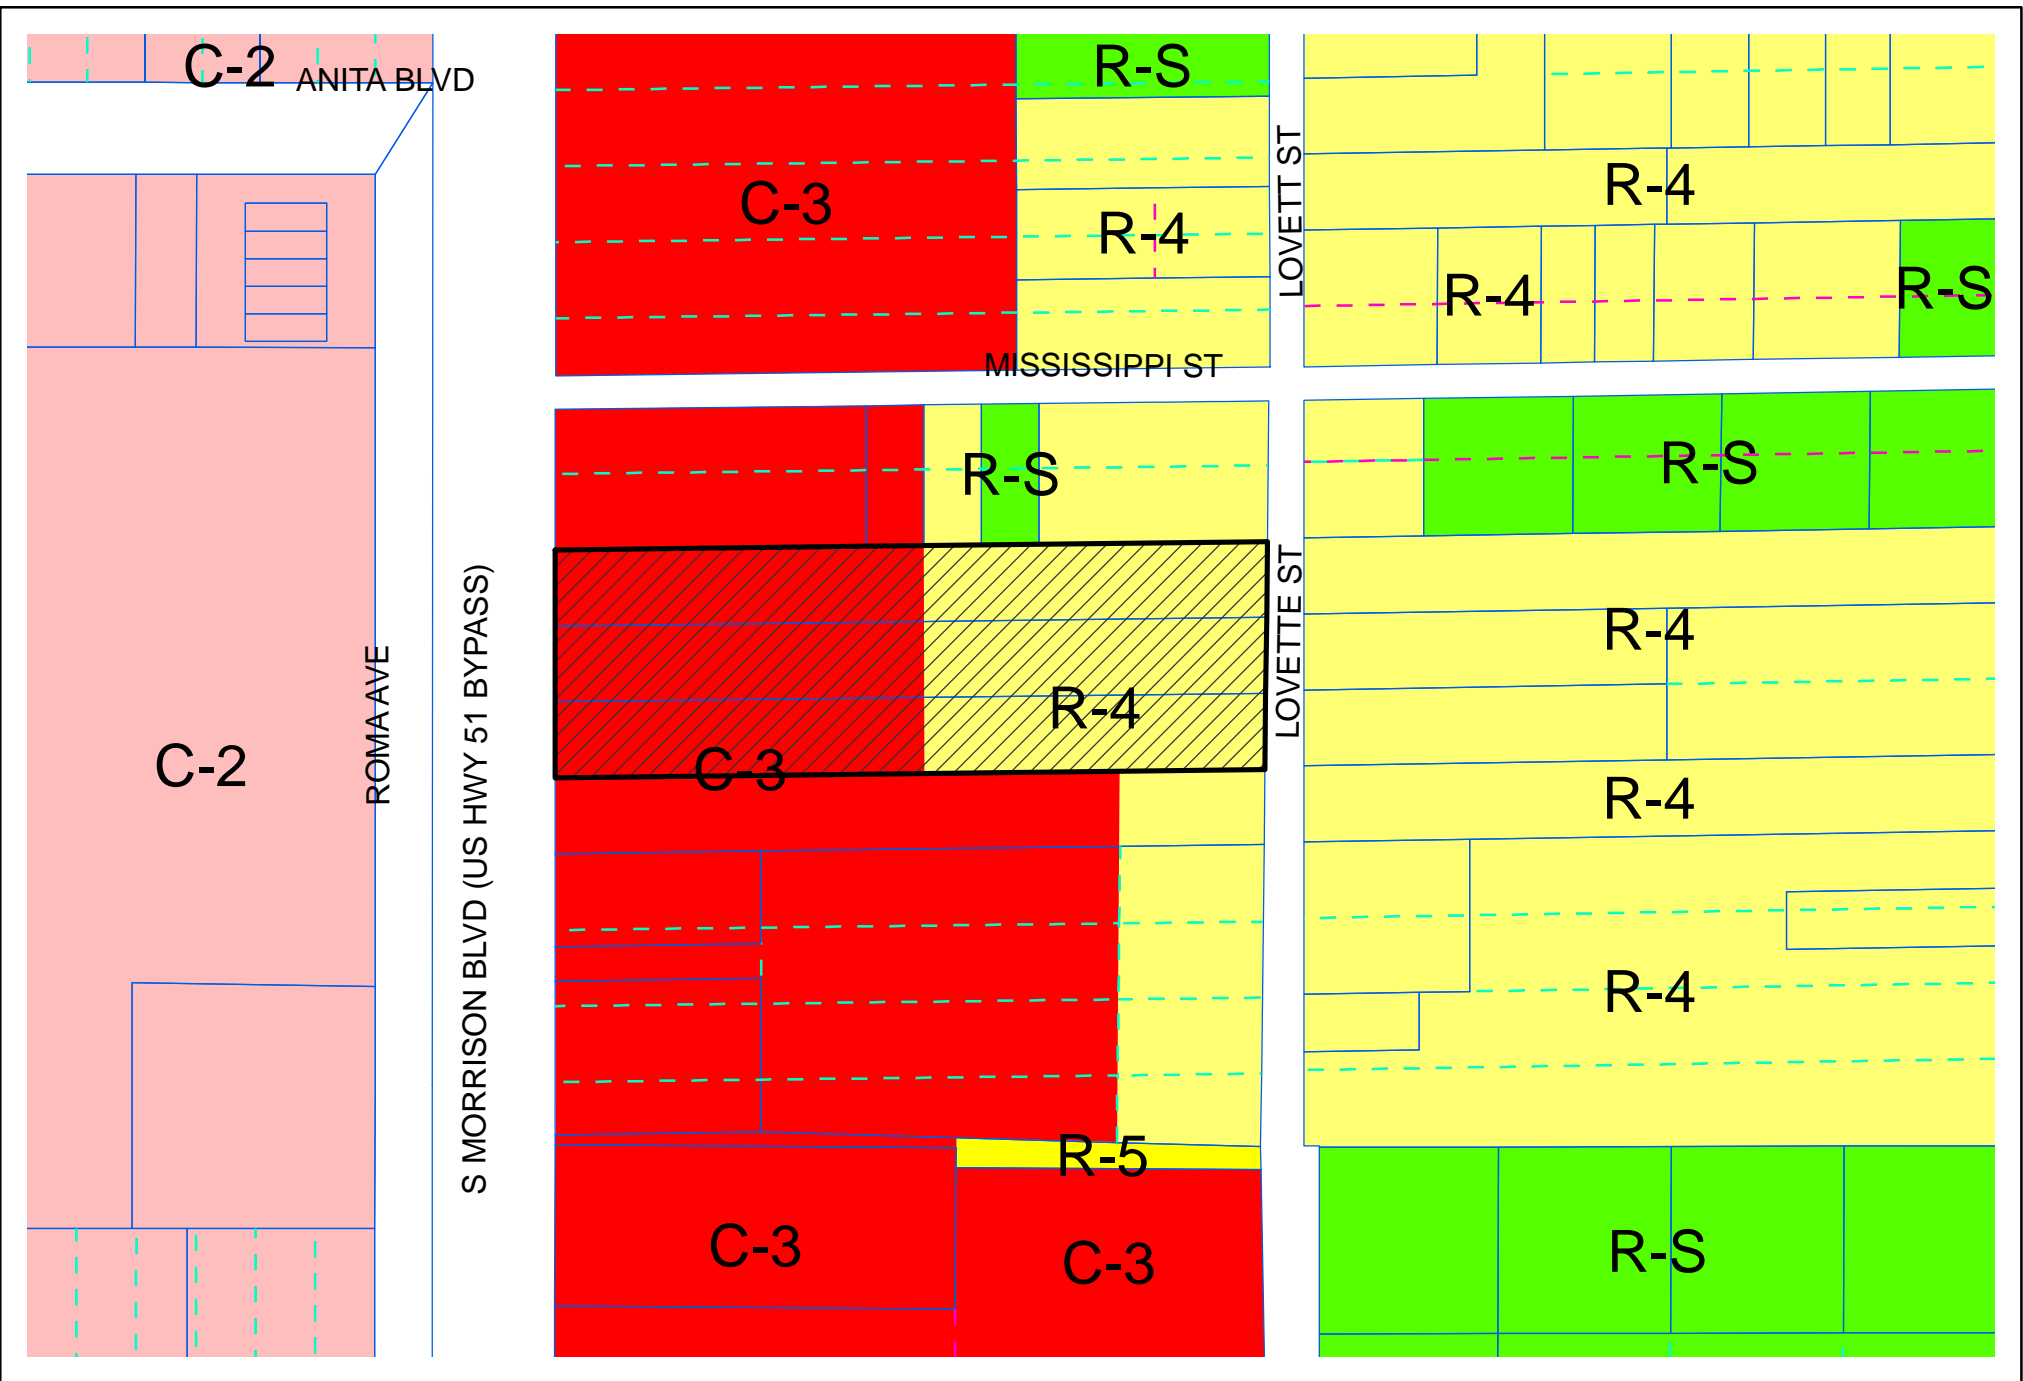 C-2
ANITA BLVD
R-S
C-3
R-4
LOVETT ST
R-4
R-4
R-S
MISSISSIPPI ST
R-S
R-S
C-2
ROMA AVE
S MORRISON BLVD (US HWY 51 BYPASS)
C-3
R-4
LOVETTE ST
R-4
R-4
R-4
R-5
C-3
C-3
R-S